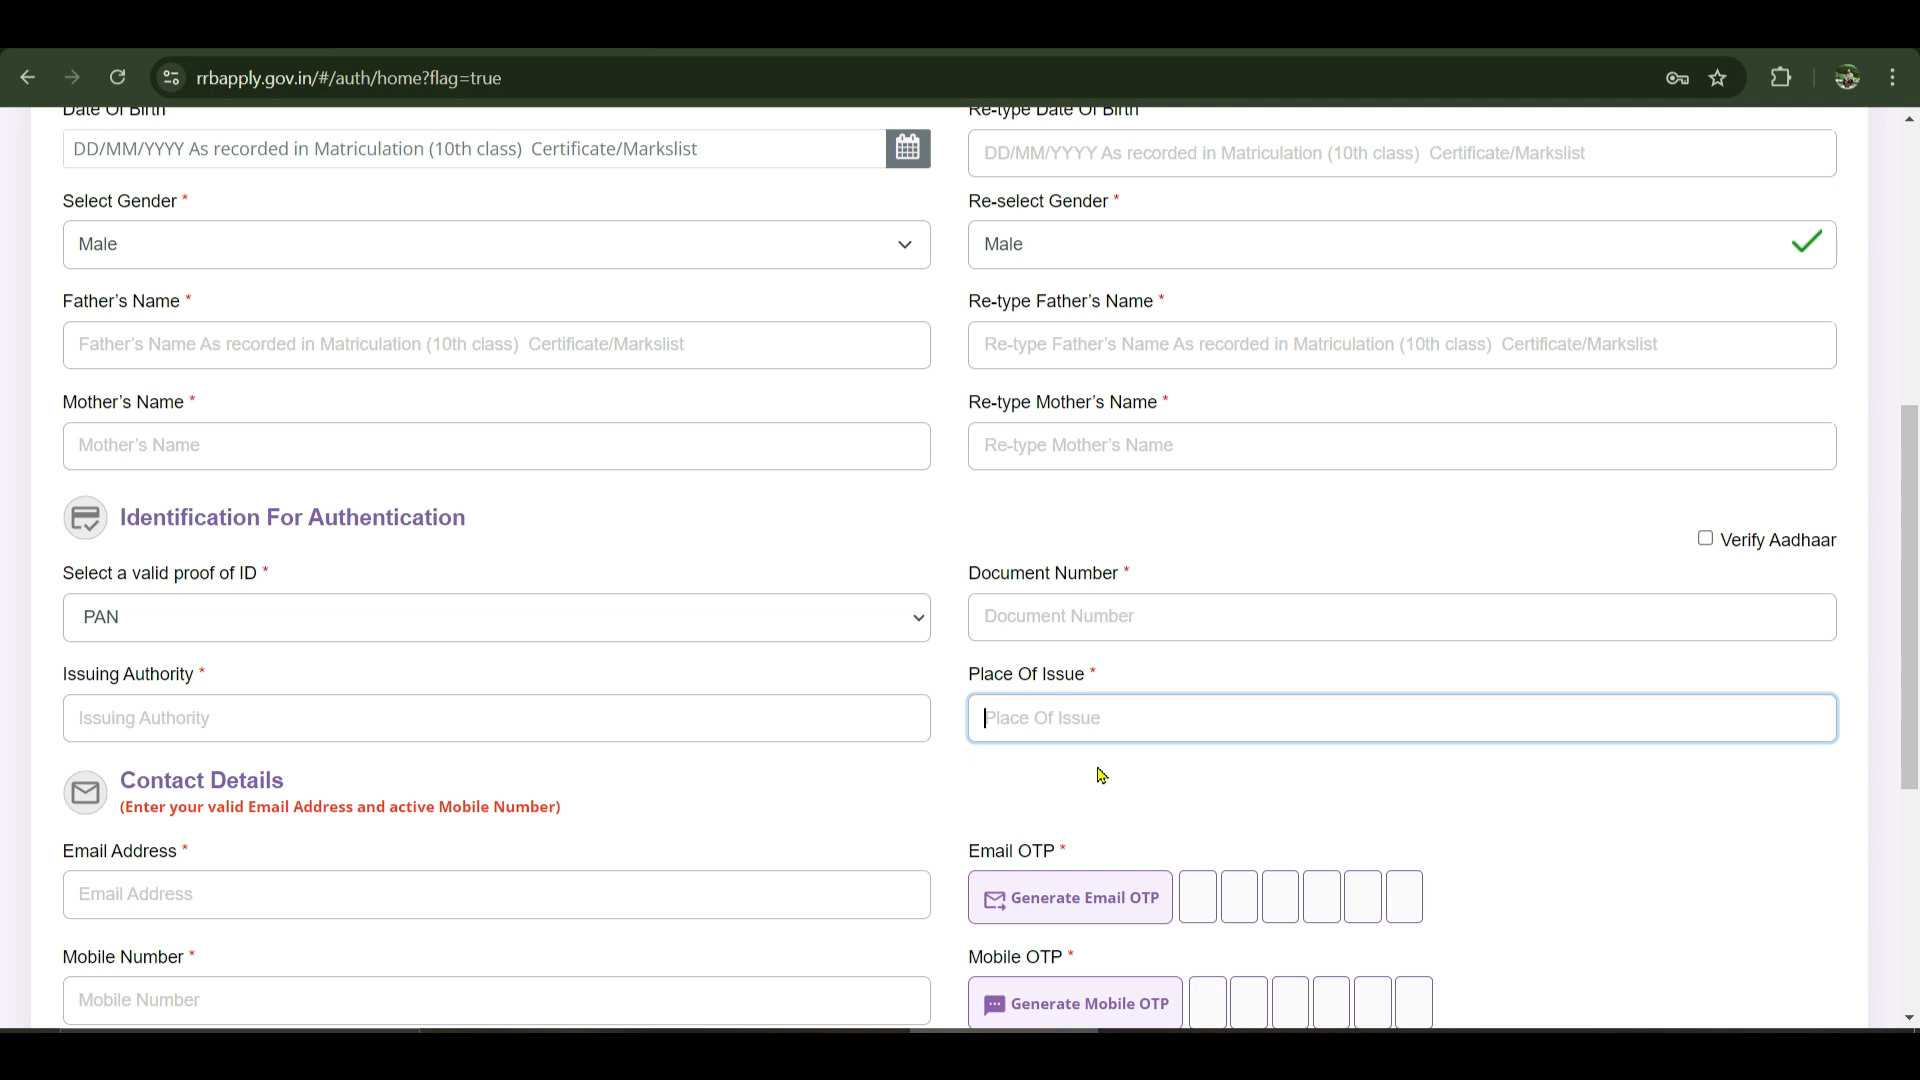 rrbapply.gov.in/#/auth/home?flag=true
Date Of Birth Re-type Date Of Birth
DD/MM/YYYY As recorded in Matriculation (10th class) Certificate/Markslist DD/MM/YYYY As recorded in Matriculation (10th class) Certificate/Markslist
Select Gender * Re-select Gender *
Male Male
Father's Name * Re-type Father's Name *
Father's Name As recorded in Matriculation (10th class) Certificate/Markslist Re-type Father's Name As recorded in Matriculation (10th class) Certificate/Markslist
Mother's Name * Re-type Mother's Name *
Mother's Name Re-type Mother's Name
Identification For Authentication
Verify Aadhaar
Select a valid proof of ID * Document Number *
PAN Document Number
Issuing Authority * Place Of Issue *
Issuing Authority Place Of Issue
Contact Details
(Enter your valid Email Address and active Mobile Number)
Email Address * Email OTP *
Email Address Generate Email OTP
Mobile Number * Mobile OTP *
Mobile Number Generate Mobile OTP